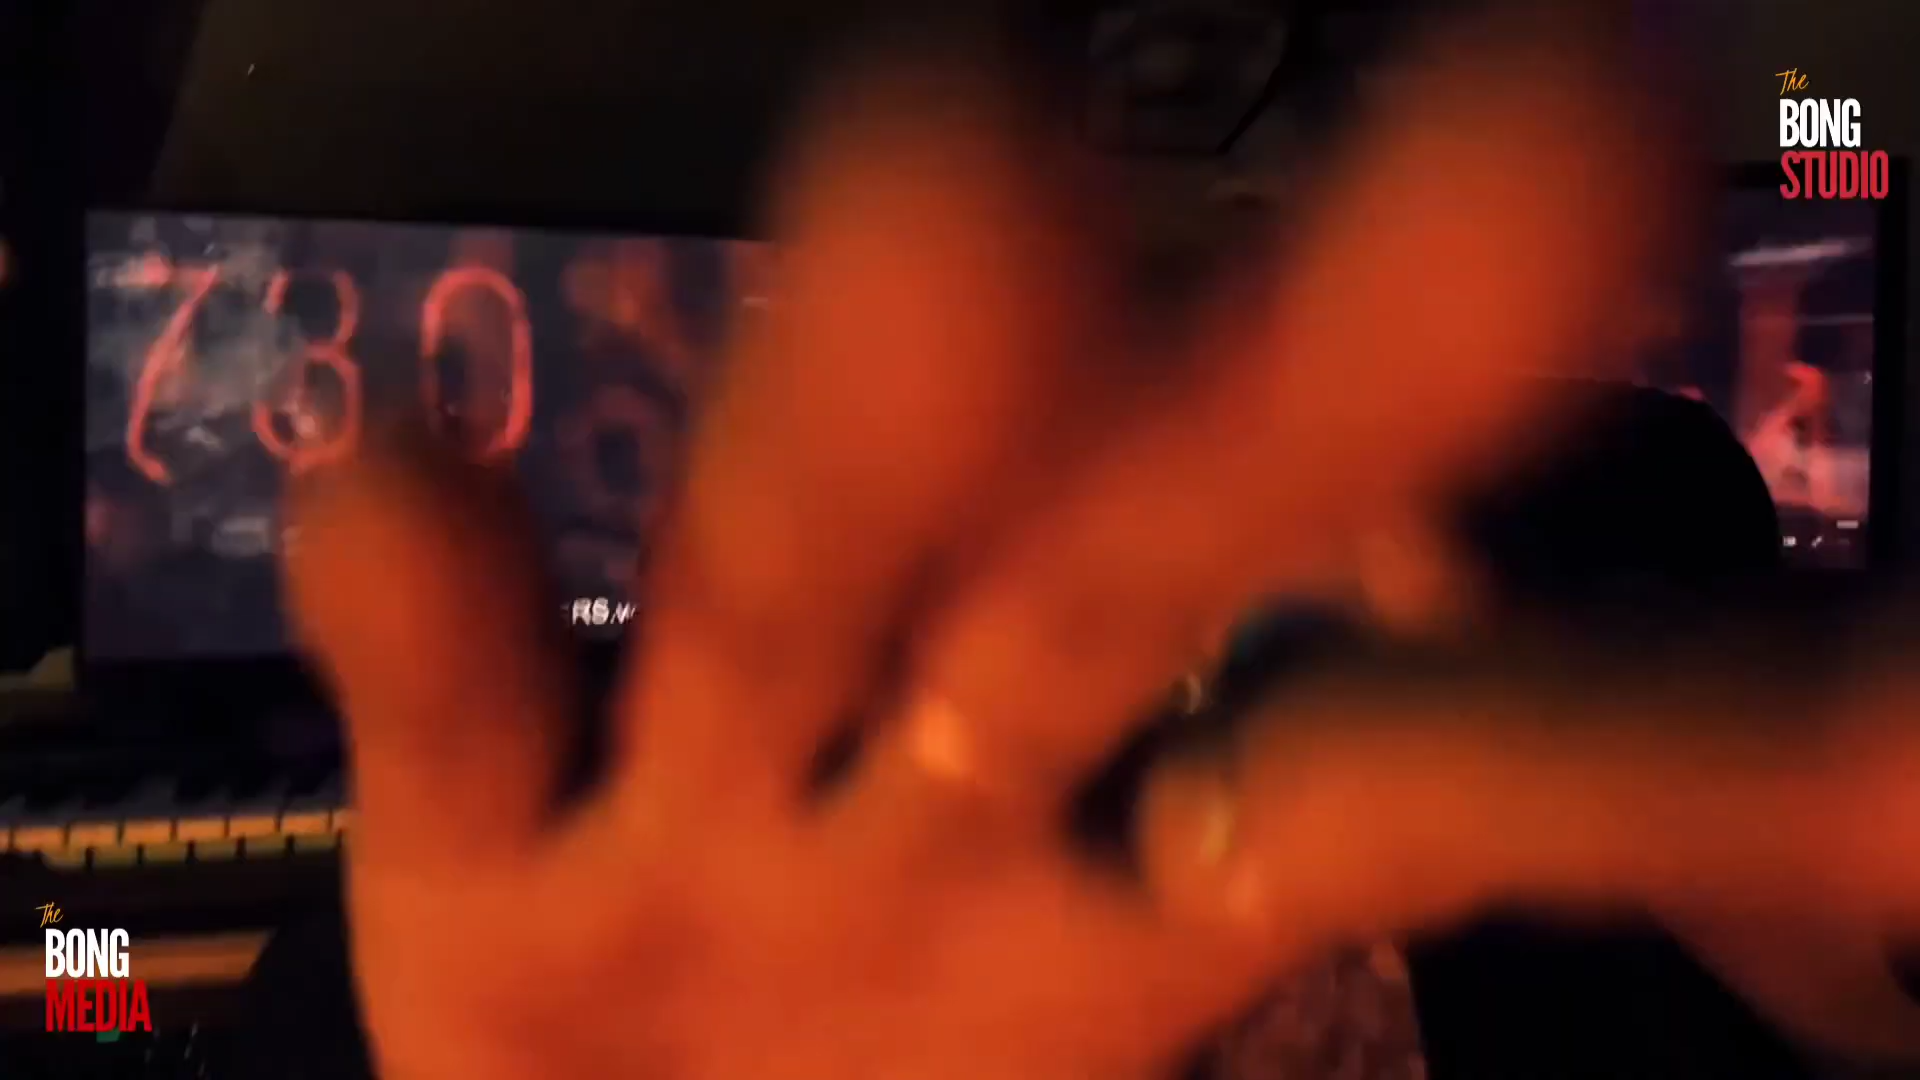 The
BONG
STUDIO
780
The
BONG
MEDIA